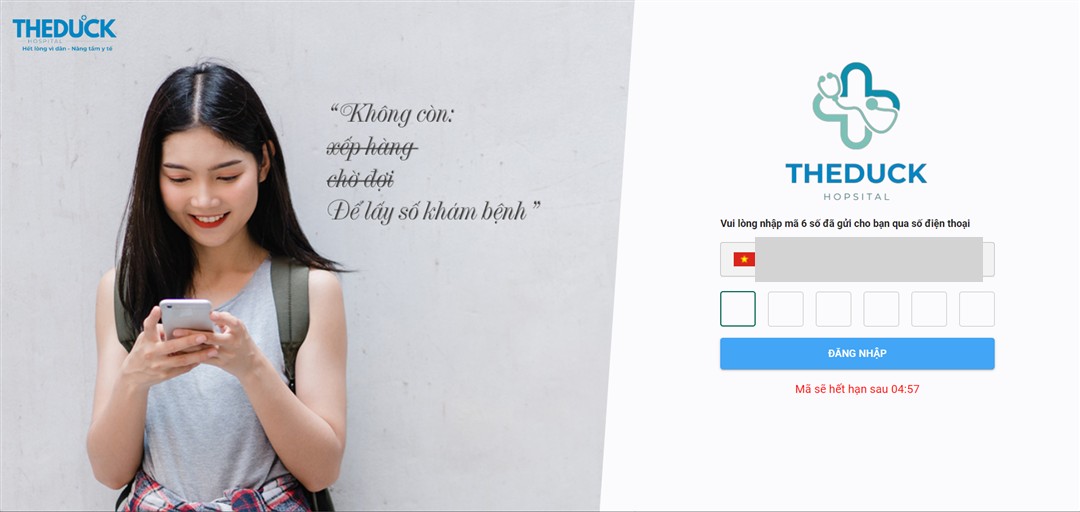 THEDUCK
HOSPITAL
Hết lòng vì dân - Nâng tầm y tế
“Không còn:
xếp hàng
chờ đợi
Để lấy số khám bệnh”
THEDUCK
HOPSITAL
Vui lòng nhập mã 6 số đã gửi cho bạn qua số điện thoại
ĐĂNG NHẬP
Mã sẽ hết hạn sau 04:57